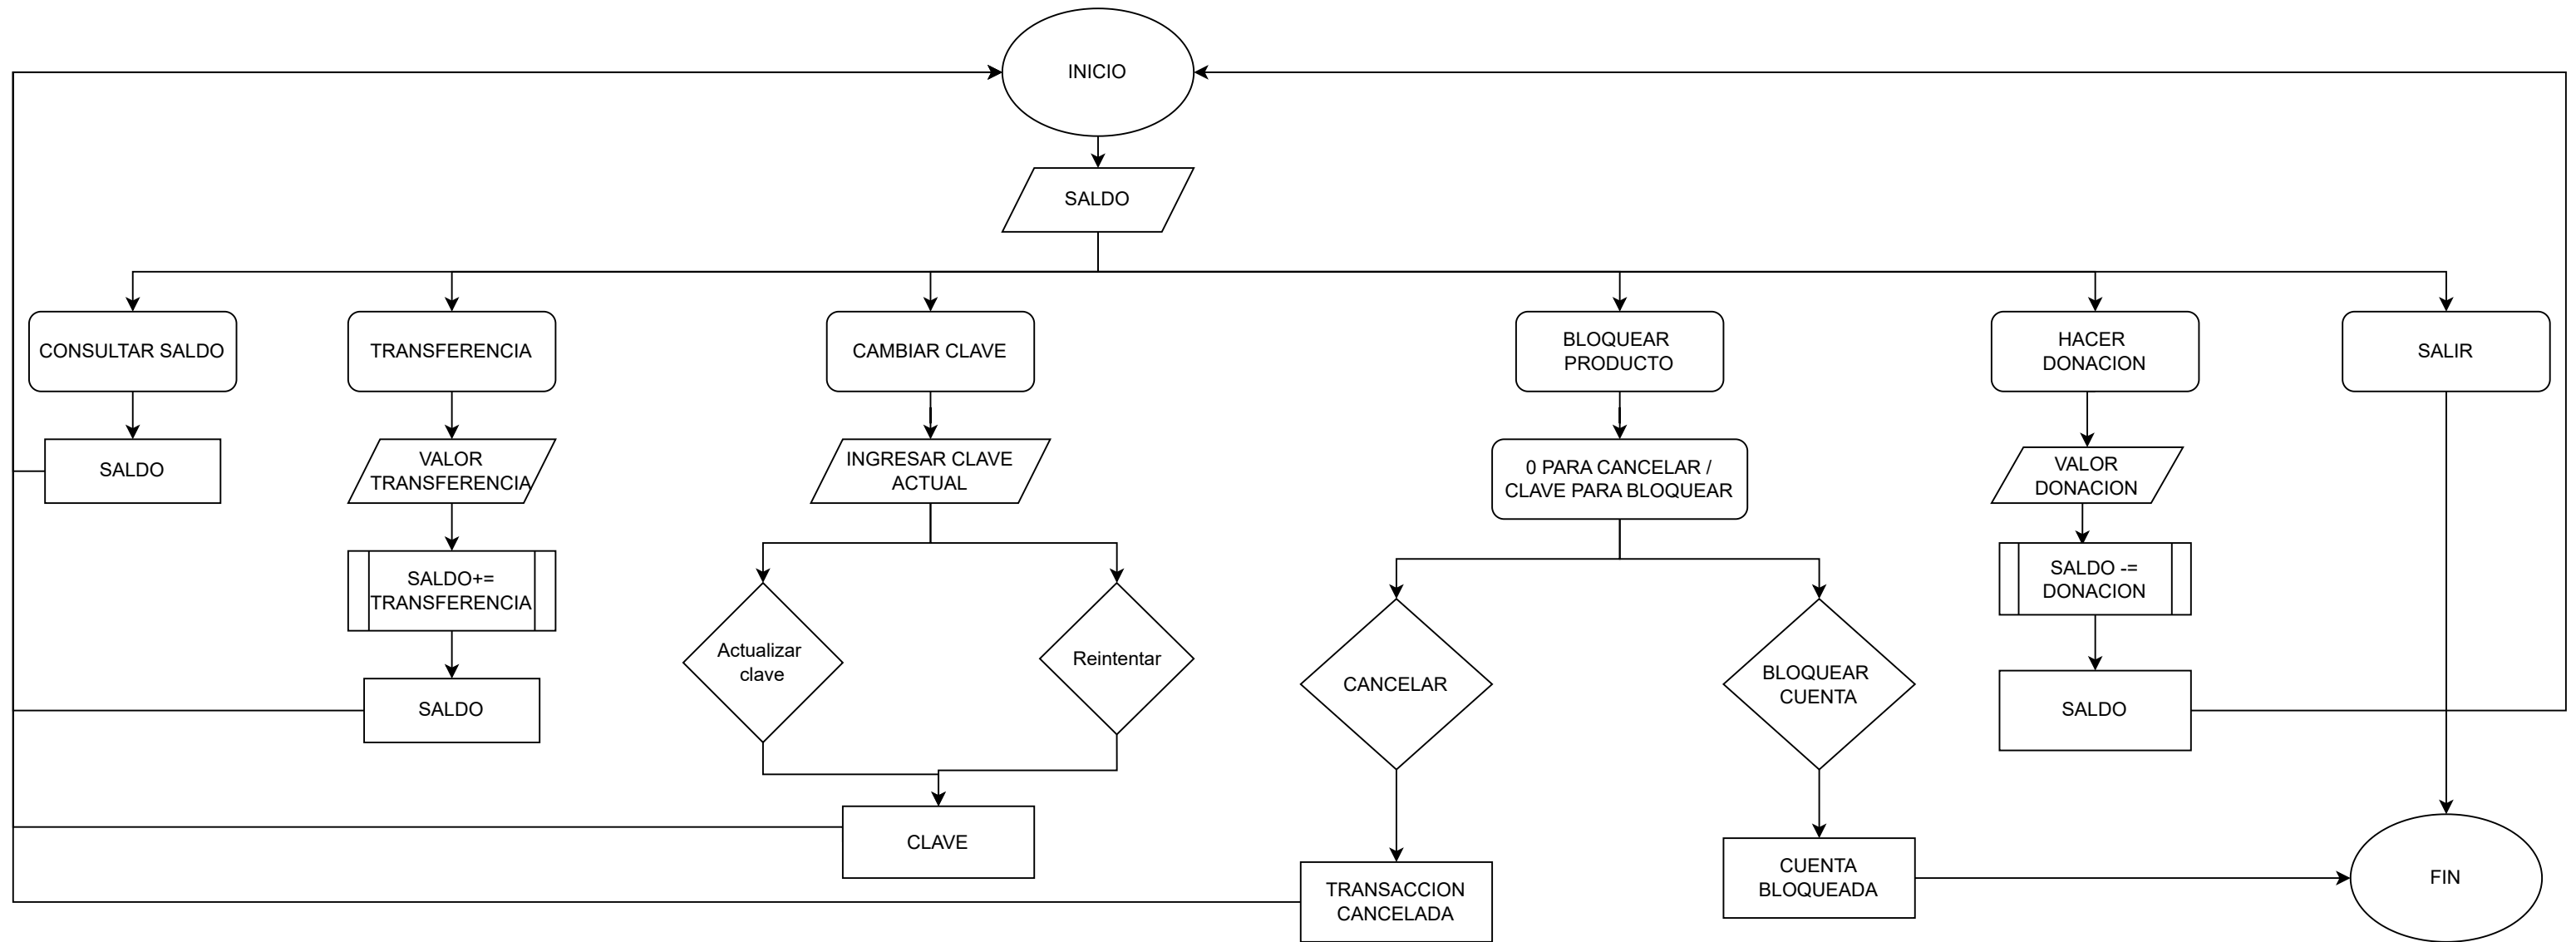 INICIO
SALDO
CONSULTAR SALDO
TRANSFERENCIA
CAMBIAR CLAVE
BLOQUEAR
PRODUCTO
HACER
DONACION
SALIR
SALDO
VALOR
TRANSFERENCIA
INGRESAR CLAVE
ACTUAL
0 PARA CANCELAR /
CLAVE PARA BLOQUEAR
VALOR
DONACION
SALDO+=
TRANSFERENCIA
SALDO -=
DONACION
Actualizar
clave
Reintentar
CANCELAR
BLOQUEAR
CUENTA
SALDO
SALDO
CLAVE
TRANSACCION
CANCELADA
CUENTA
BLOQUEADA
FIN